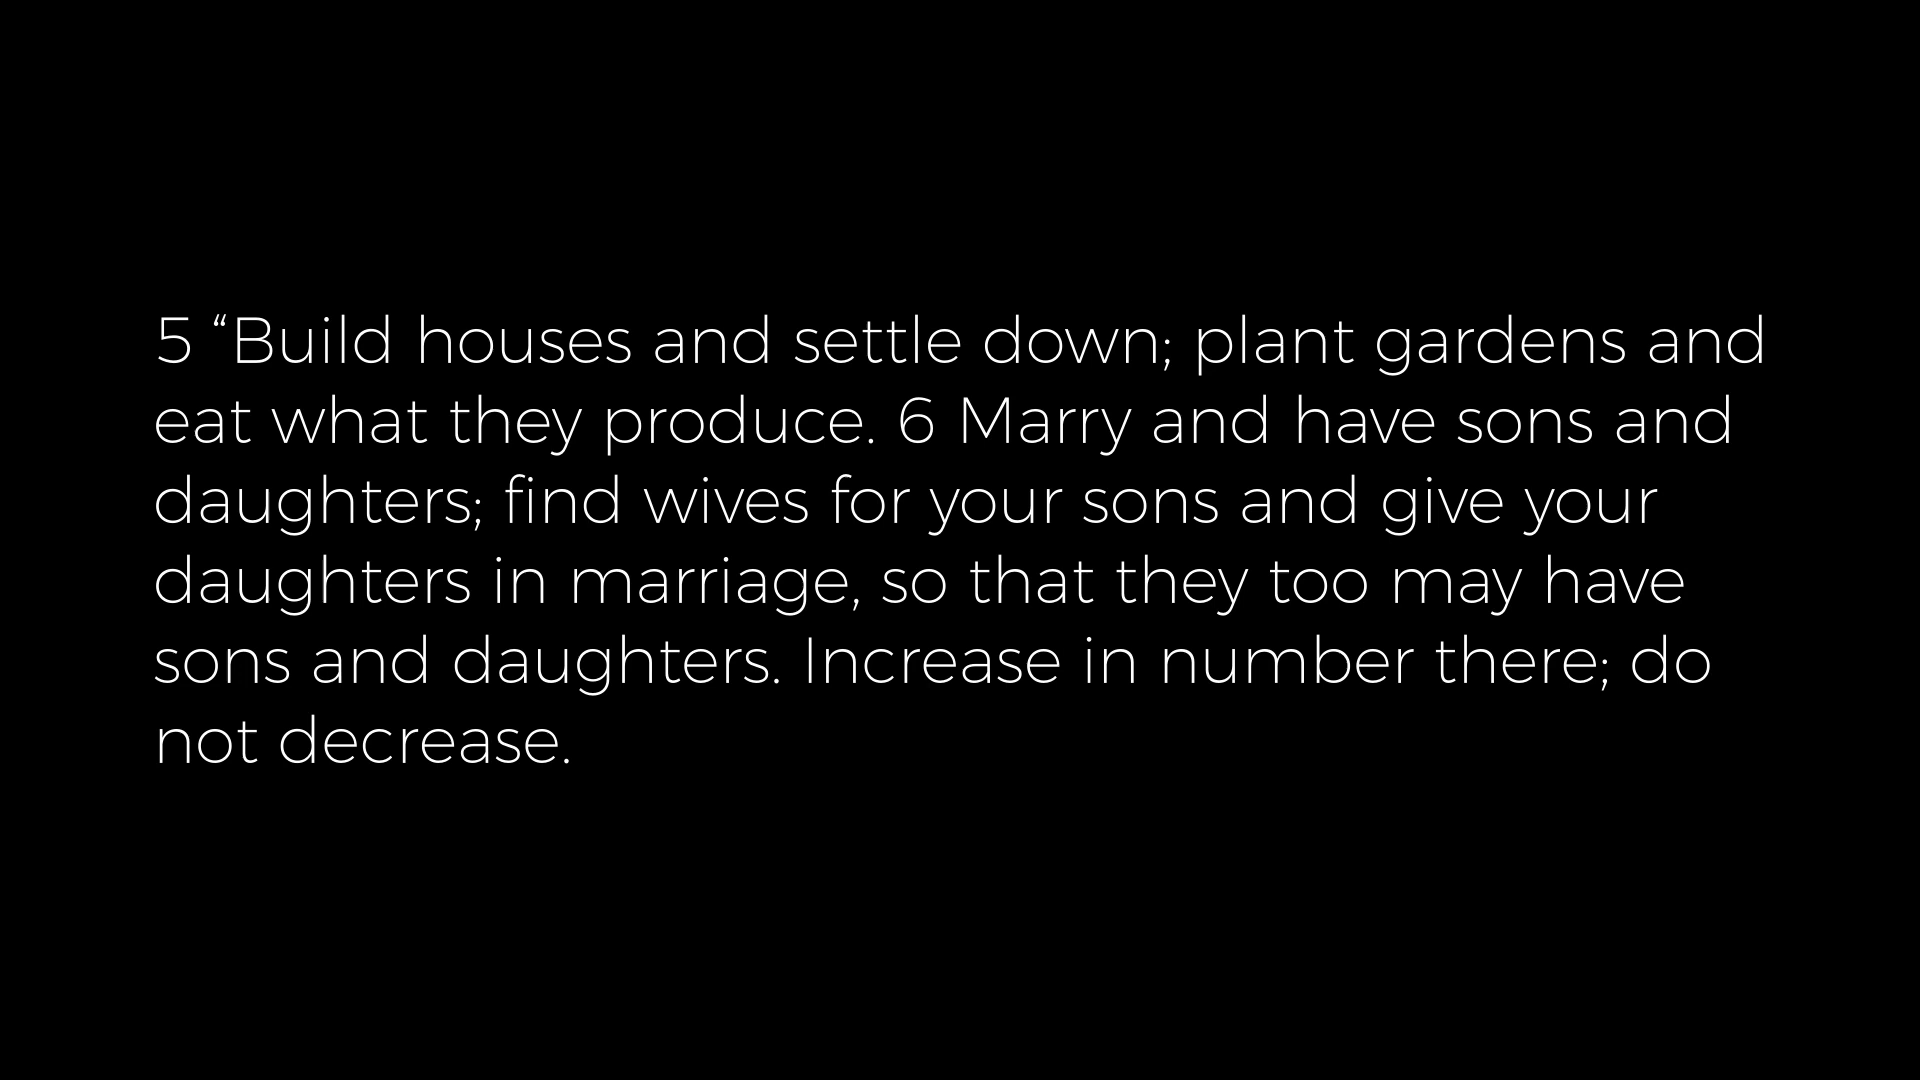 5 “Build houses and settle down; plant gardens and
eat what they produce. 6 Marry and have sons and
daughters; find wives for your sons and give your
daughters in marriage, so that they too may have
sons and daughters. Increase in number there; do
not decrease.